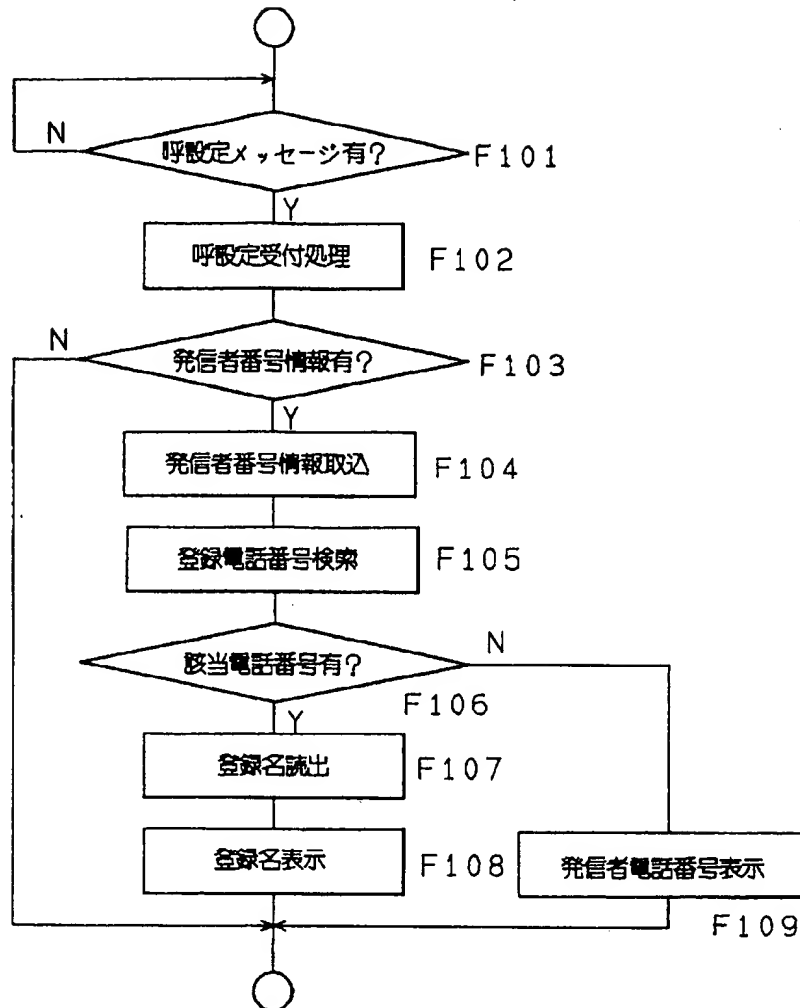 N
呼設定メッセージ有?
F101
Y
呼設定受付処理
F102
N
発信者番号情報有?
F103
Y
発信者番号情報取込
F104
登録電話番号検索
F105
該当電話番号有?
N
F106
Y
登録名読出
F107
登録名表示
F108
発信者電話番号表示
F109